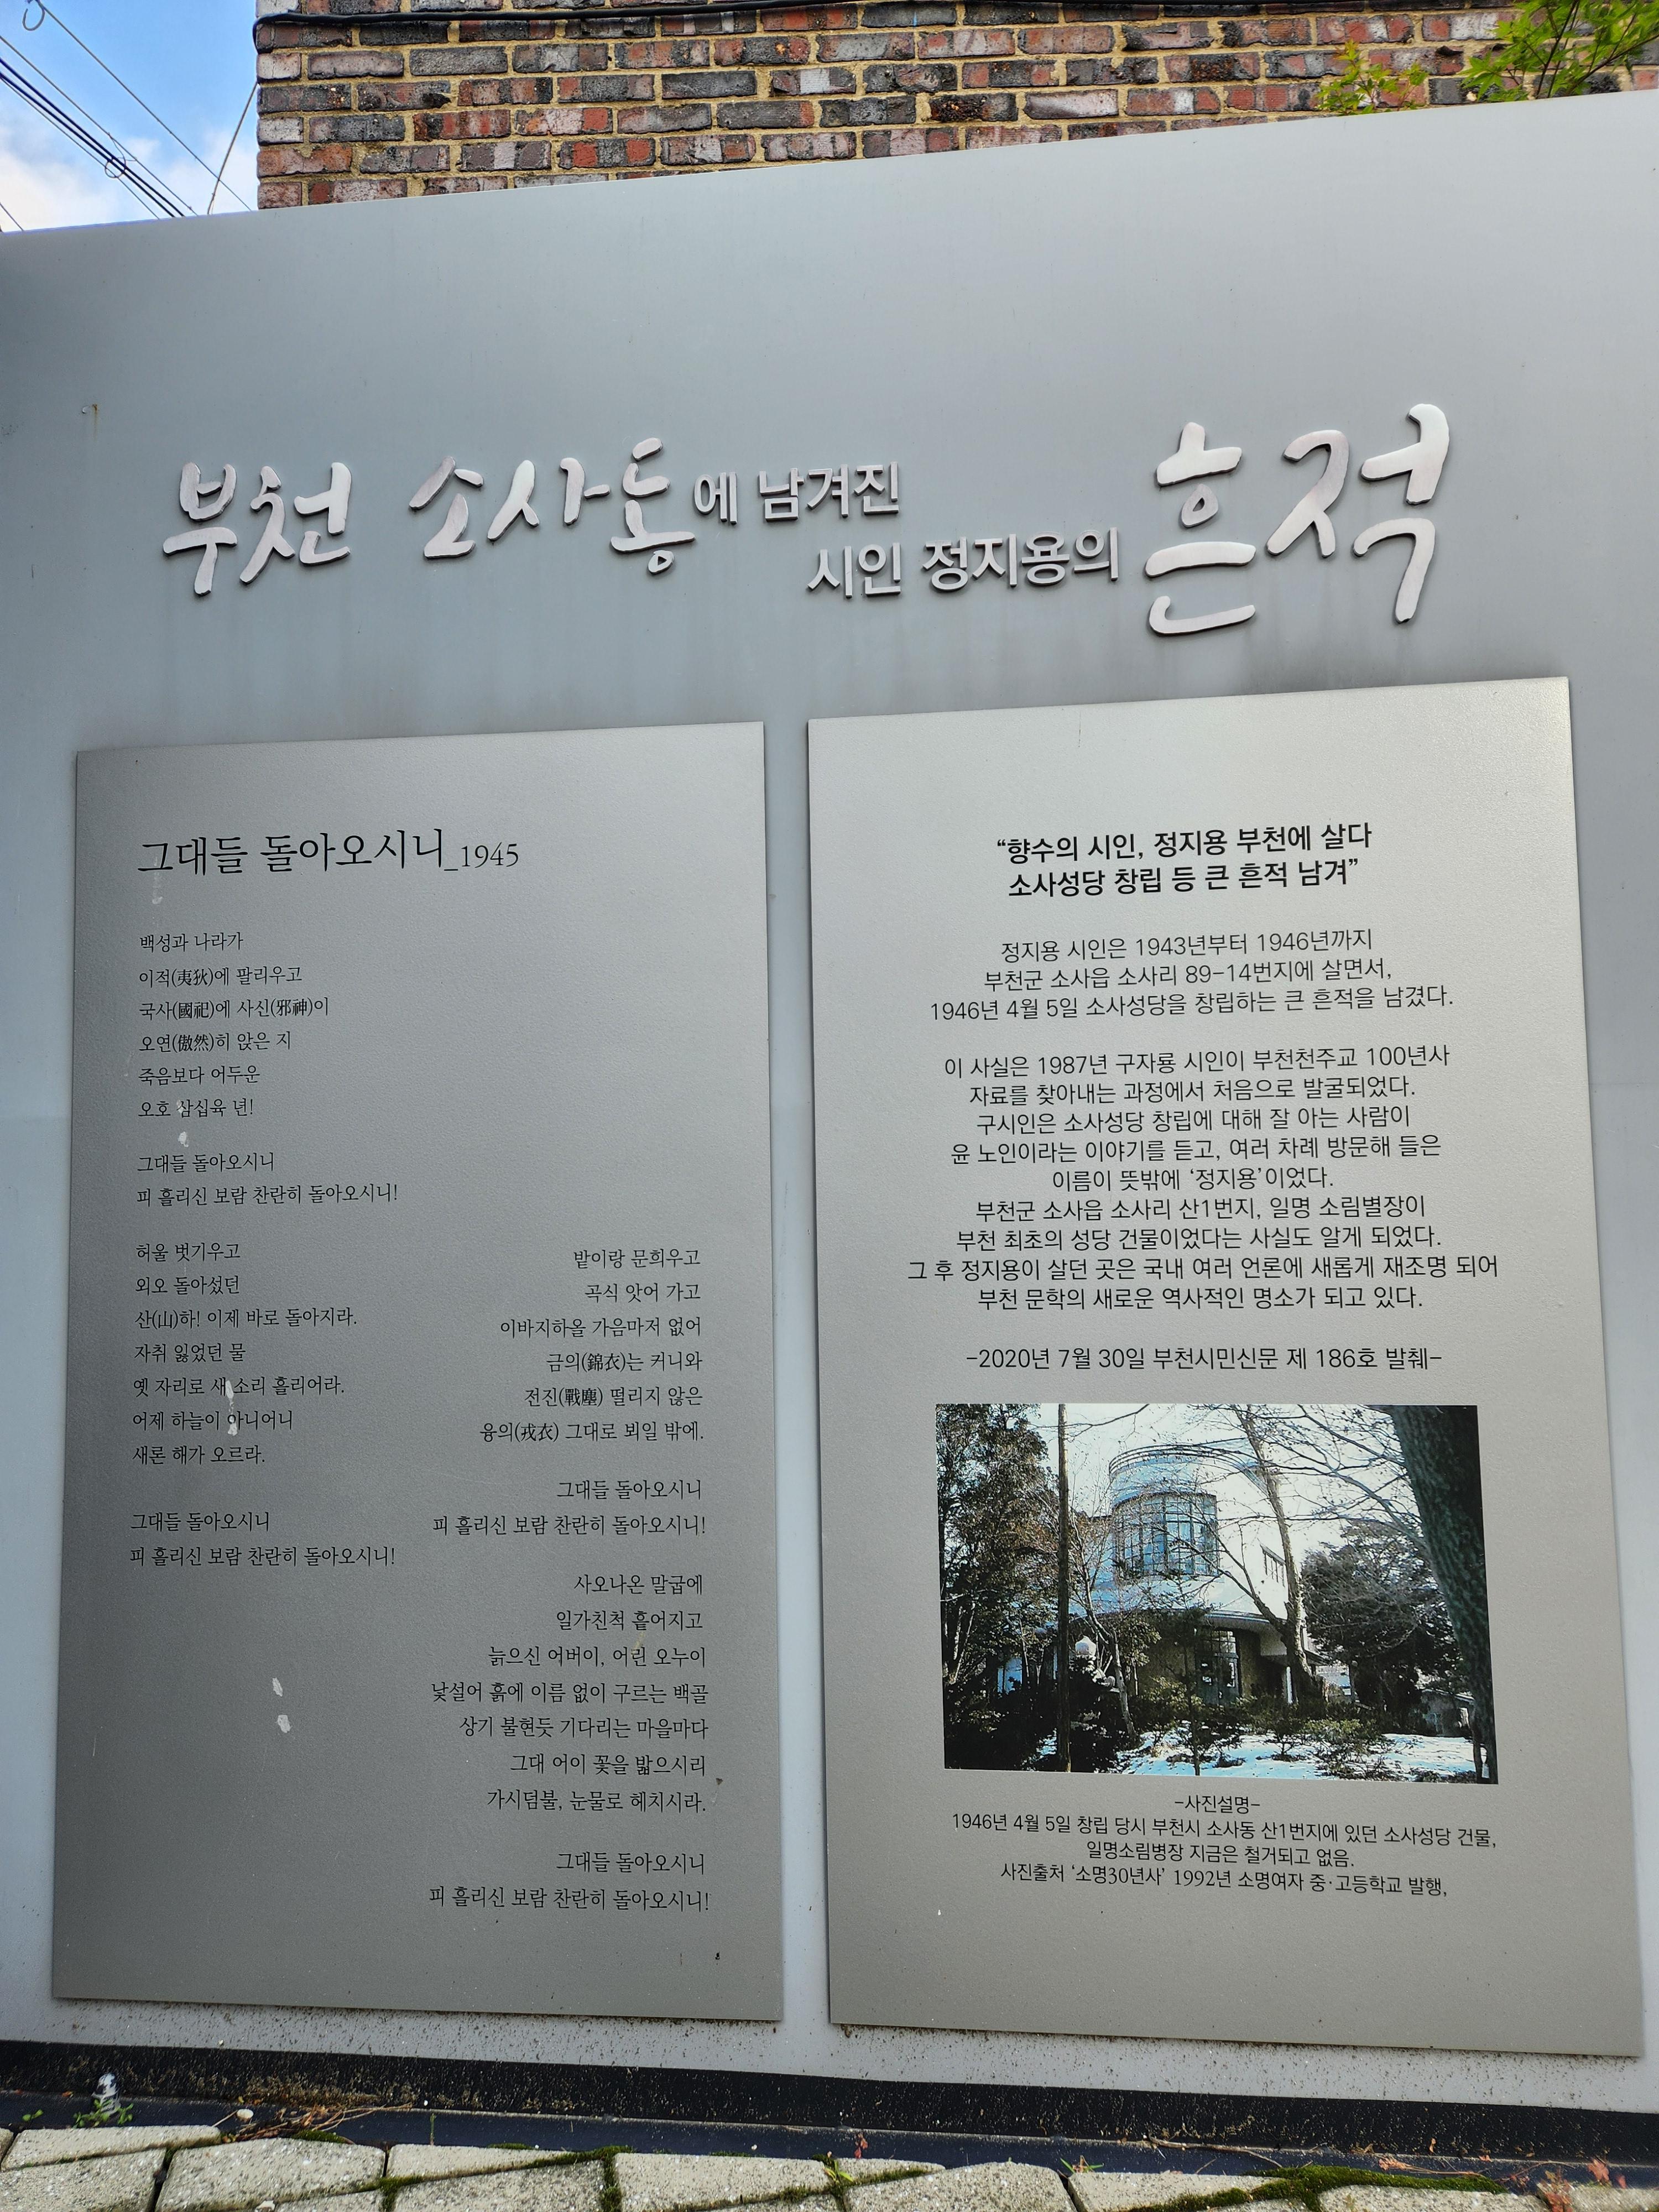 부천 소사동에 남겨진
시인 정지용의 흔적
그대들 돌아오시니_1945
백성과 나라가
이적(夷狄)에 팔리우고
국사(國祀)에 사신(邪神)이
오연(傲然)히 앉은 지
죽음보다 어두운
오호 삼십육 년!
그대들 돌아오시니
피 흘리신 보람 찬란히 돌아오시니!
허울 벗기우고
외오 돌아섰던
산(山)하! 이제 바로 돌아지라.
자취 잃었던 물
옛 자리로 새 소리 흘리어라.
어제 하늘이 아니어니
새론 해가 오르라.
그대들 돌아오시니
피 흘리신 보람 찬란히 돌아오시니!
밭이랑 문희우고
곡식 앗어 가고
이바지하올 가음마저 없어
금의(錦衣)는 커니와
전진(戰塵) 떨리지 않은
융의(戎衣) 그대로 뵈일 밖에.
그대들 돌아오시니
피 흘리신 보람 찬란히 돌아오시니!
사오나온 말굽에
일가친척 흩어지고
늙으신 어버이, 어린 오누이
낯설어 흙에 이름 없이 구르는 백골
상기 불현듯 기다리는 마을마다
그대 어이 꽃을 밟으시리
가시덤불, 눈물로 헤치시라.
그대들 돌아오시니
피 흘리신 보람 찬란히 돌아오시니!
“향수의 시인, 정지용 부천에 살다
소사성당 창립 등 큰 흔적 남겨”
정지용 시인은 1943년부터 1946년까지
부천군 소사읍 소사리 89-14번지에 살면서,
1946년 4월 5일 소사성당을 창립하는 큰 흔적을 남겼다.
이 사실은 1987년 구자룡 시인이 부천천주교 100년사
자료를 찾아내는 과정에서 처음으로 발굴되었다.
구시인은 소사성당 창립에 대해 잘 아는 사람이
윤 노인이라는 이야기를 듣고, 여러 차례 방문해 들은
이름이 뜻밖에 ‘정지용’이었다.
부천군 소사읍 소사리 산1번지, 일명 소림별장이
부천 최초의 성당 건물이었다는 사실도 알게 되었다.
그 후 정지용이 살던 곳은 국내 여러 언론에 새롭게 재조명 되어
부천 문학의 새로운 역사적인 명소가 되고 있다.
-2020년 7월 30일 부천시민신문 제 186호 발췌-
-사진설명-
1946년 4월 5일 창립 당시 부천시 소사동 산1번지에 있던 소사성당 건물,
일명소림병장 지금은 철거되고 없음.
사진출처 ‘소명30년사’ 1992년 소명여자 중·고등학교 발행,